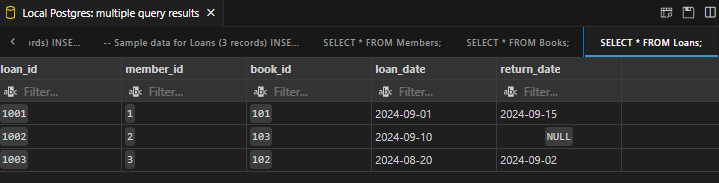 Local Postgres: multiple query results
ords) INSE... -- Sample data for Loans (3 records) INS... SELECT * FROM Members; SELECT * FROM Books; SELECT * FROM Loans;
loan_id member_id book_id loan_date return_date
Filter... Filter... Filter... Filter... Filter...
1001 1 101 2024-09-01 2024-09-15
1002 2 103 2024-09-10 NULL
1003 3 102 2024-08-20 2024-09-02